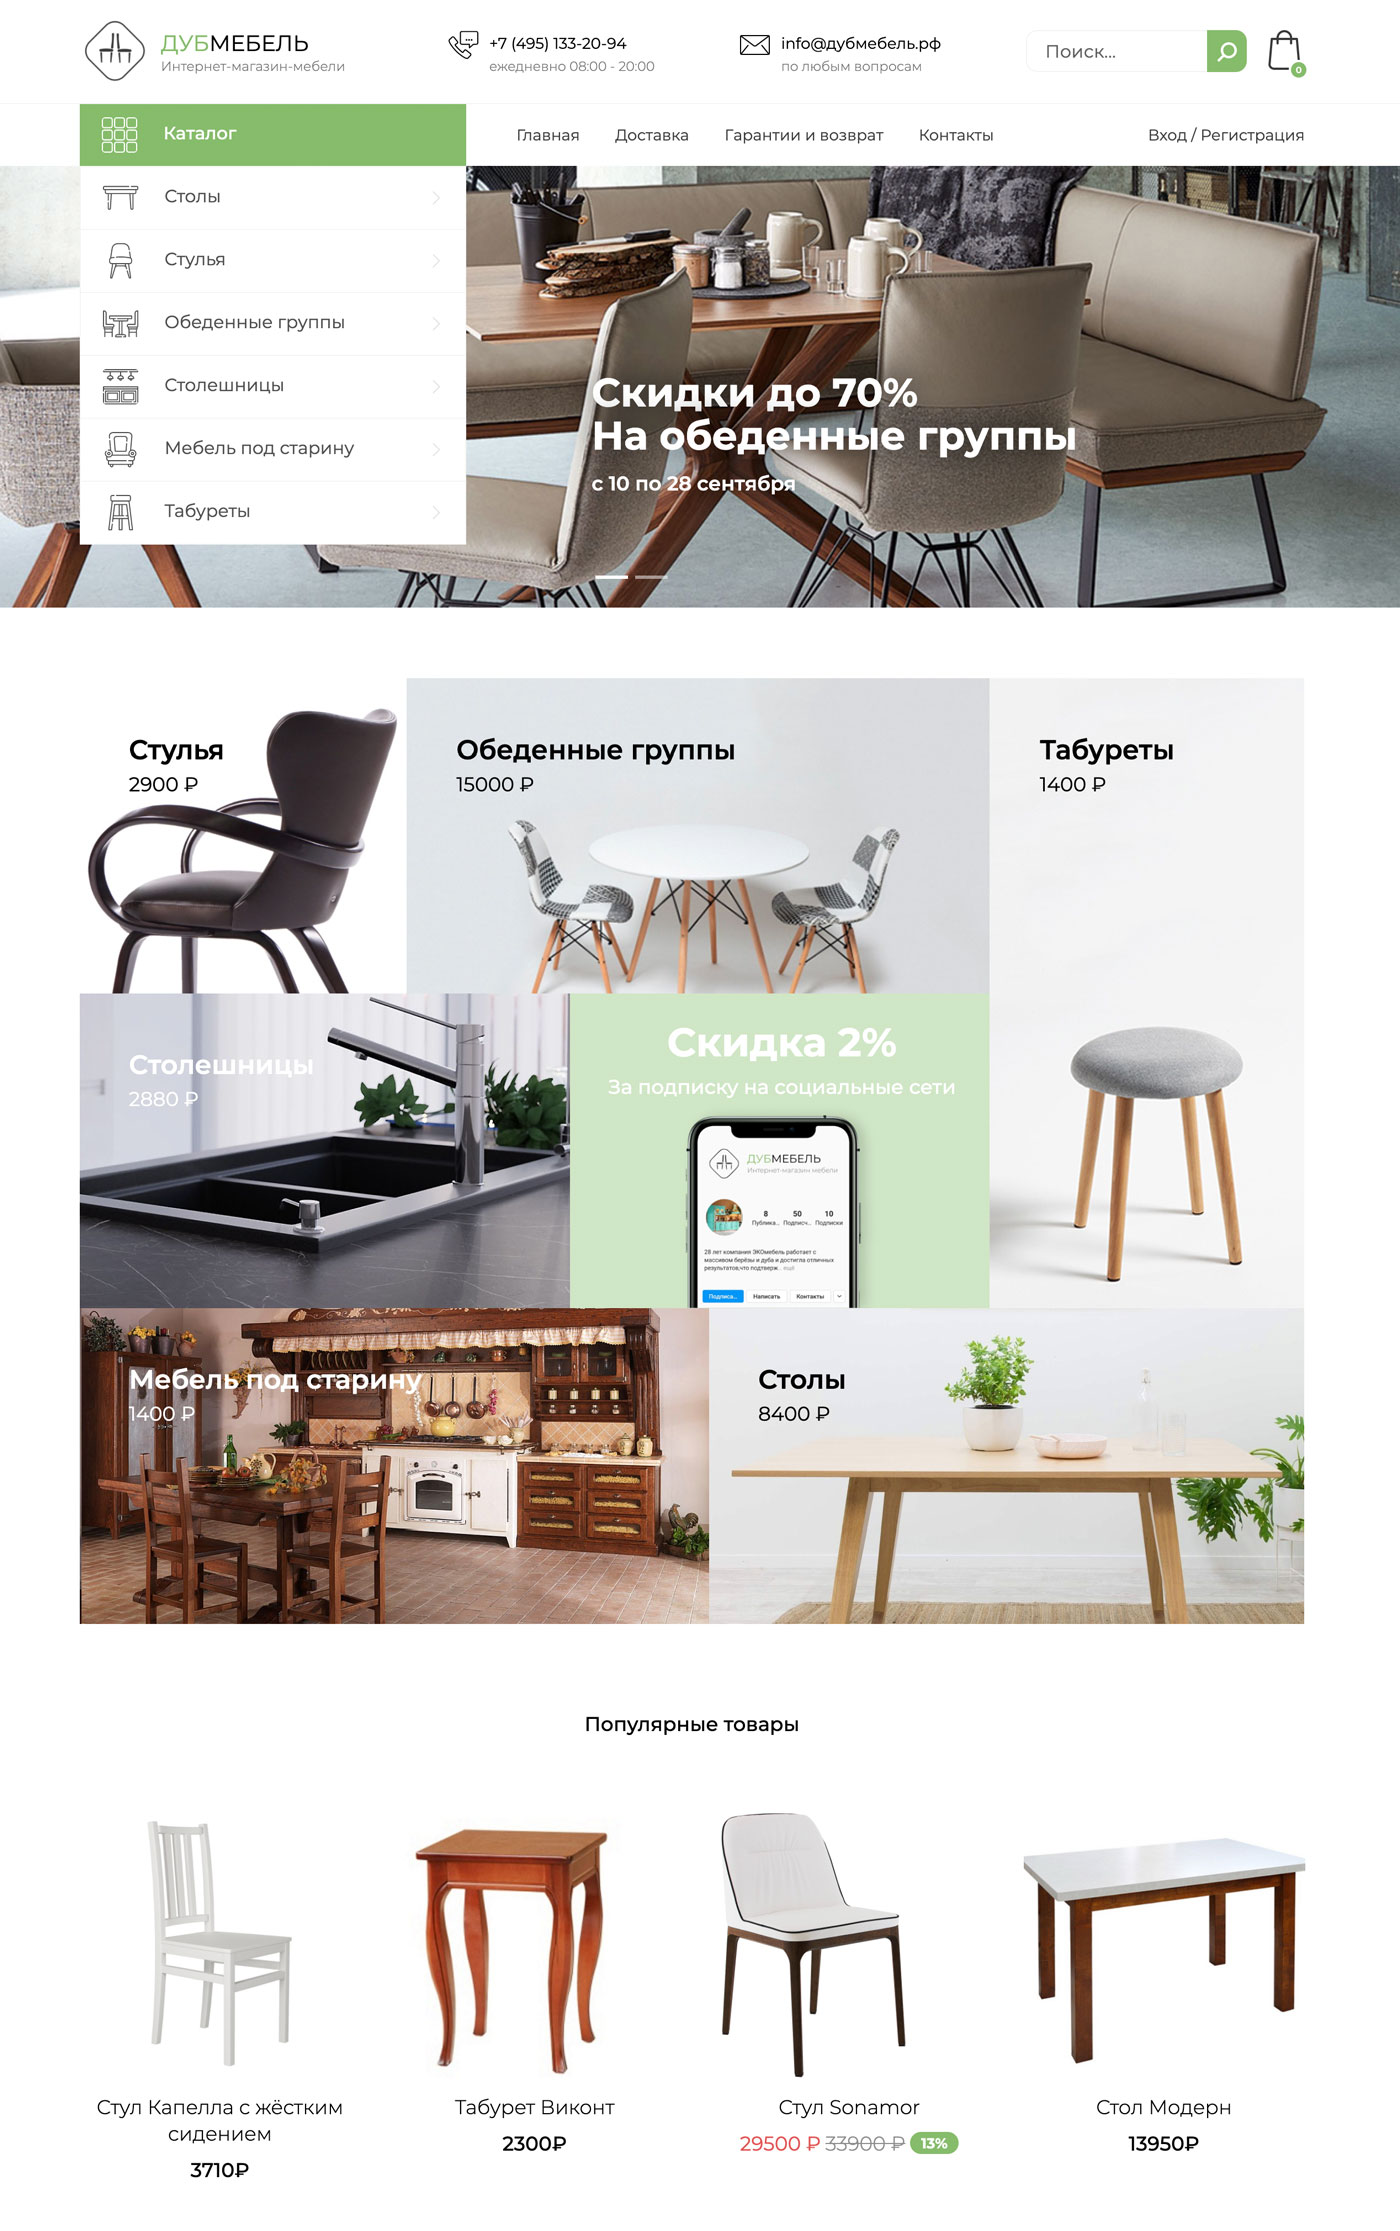 ДУБМЕБЕЛЬ
Интернет-магазин-мебели
+7 (495) 133-20-94
ежедневно 08:00 - 20:00
info@дубмебель.рф
по любым вопросам
Поиск...
0
Каталог
Главная
Доставка
Гарантии и возврат
Контакты
Вход / Регистрация
Столы
Стулья
Обеденные группы
Столешницы
Мебель под старину
Табуреты
Скидки до 70%
На обеденные группы
с 10 по 28 сентября
Стулья
2900 ₽
Обеденные группы
15000 ₽
Табуреты
1400 ₽
Столешницы
2880 ₽
Скидка 2%
За подписку на социальные сети
ДУБМЕБЕЛЬ
Интернет-магазин мебели
8 50 10
Публика... Подписч... Подписки
28 лет компания ЭКОмебель работает с
массивом берёзы и дуба и достигла отличных
результатов,что подтверж... ещё
Подписа... Написать Контакты
Мебель под старину
1400 ₽
Столы
8400 ₽
Популярные товары
Стул Капелла с жёстким
сидением
3710₽
Табурет Виконт
2300₽
Стул Sonamor
29500 ₽ 33900 ₽ 13%
Стол Модерн
13950₽